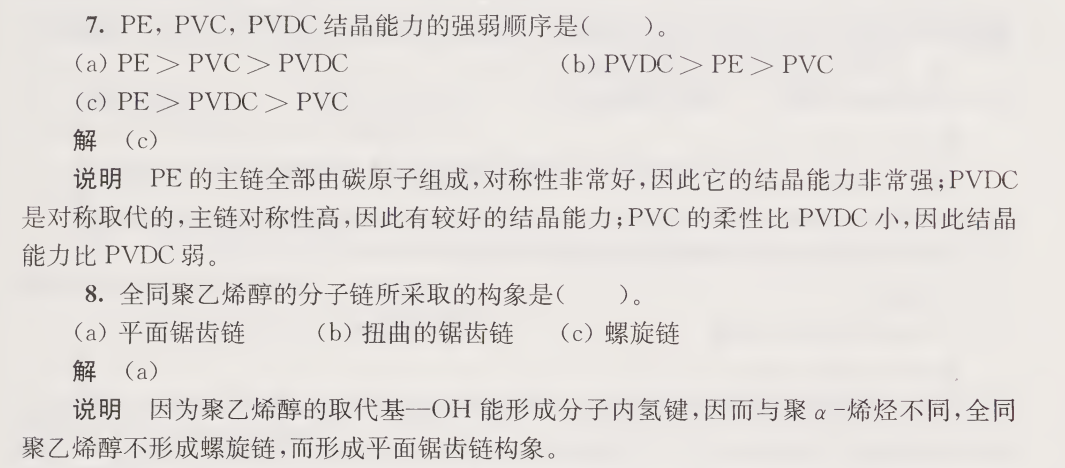 7. PE, PVC, PVDC 结晶能力的强弱顺序是(  )。
(a) PE＞PVC＞PVDC (b) PVDC＞PE＞PVC
(c) PE＞PVDC＞PVC
解 (c)
说明 PE 的主链全部由碳原子组成,对称性非常好,因此它的结晶能力非常强;PVDC
是对称取代的,主链对称性高,因此有较好的结晶能力;PVC 的柔性比 PVDC 小,因此结晶
能力比 PVDC 弱。
8. 全同聚乙烯醇的分子链所采取的构象是(  )。
(a) 平面锯齿链 (b) 扭曲的锯齿链 (c) 螺旋链
解 (a)
说明 因为聚乙烯醇的取代基—OH 能形成分子内氢键,因而与聚 α-烯烃不同,全同
聚乙烯醇不形成螺旋链,而形成平面锯齿链构象。